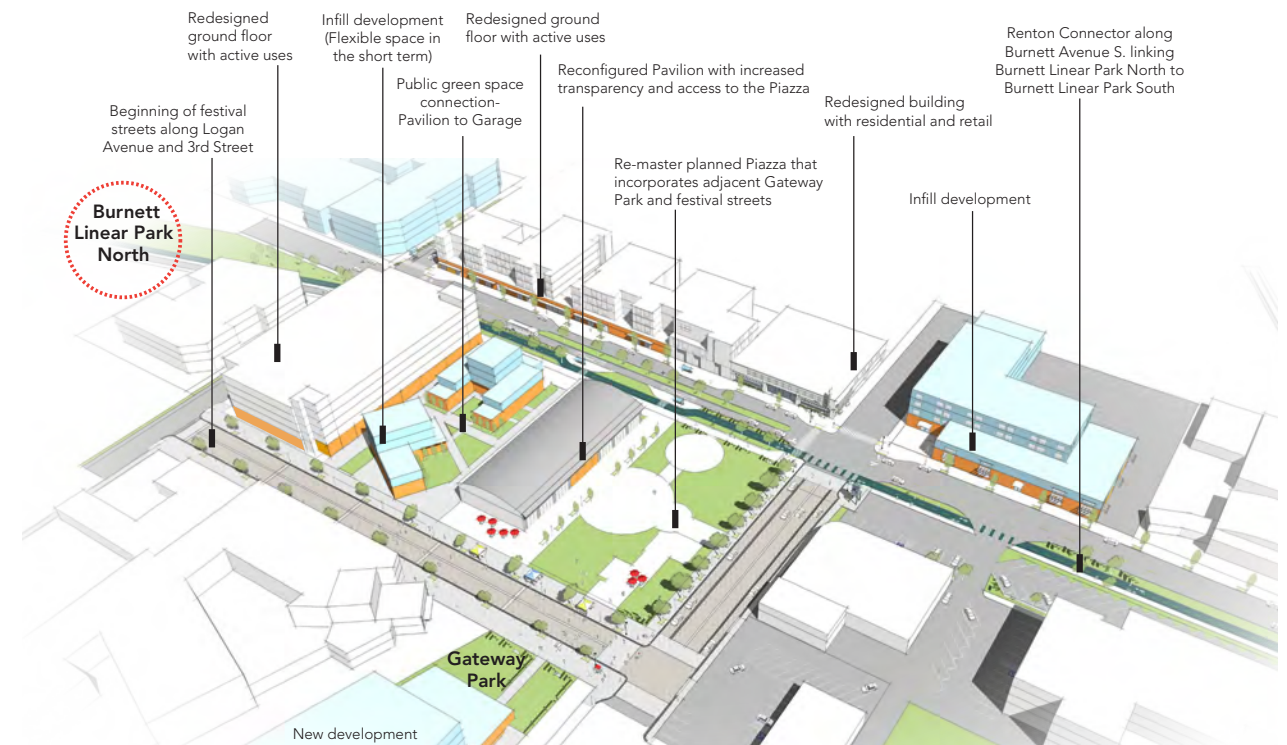 Redesigned
ground floor
with active uses
Infill development
(Flexible space in
the short term)
Redesigned ground
floor with active uses
Renton Connector along
Burnett Avenue S. linking
Burnett Linear Park North to
Burnett Linear Park South
Public green space
connection-
Pavilion to Garage
Reconfigured Pavilion with increased
transparency and access to the Piazza
Beginning of festival
streets along Logan
Avenue and 3rd Street
Redesigned building
with residential and retail
Re-master planned Piazza that
incorporates adjacent Gateway
Park and festival streets
Infill development
Burnett
Linear Park
North
Gateway
Park
New development